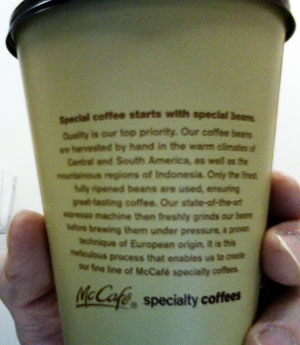 Special coffee starts with special beans.
Quality is our top priority. Our coffee beans
are harvested by hand in the warm climates of
Central and South America, as well as the
mountainous regions of Indonesia. Only the finest,
fully ripened beans are used, ensuring
great-tasting coffee. Our state-of-the-art
espresso machine then freshly grinds our beans
before brewing them under pressure, a proven
technique of European origin. It is this
meticulous process that enables us to create
our fine line of McCafé specialty coffees.
McCafé® specialty coffees